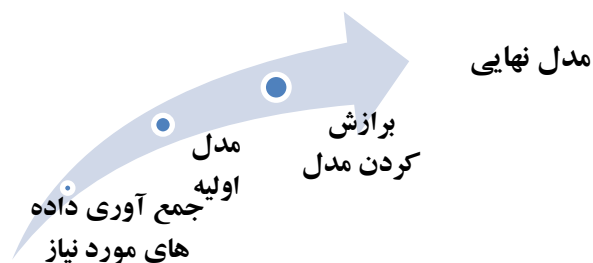 مدل نهایی
برازش
کردن مدل
مدل
اولیه
جمع آوری داده
های مورد نیاز